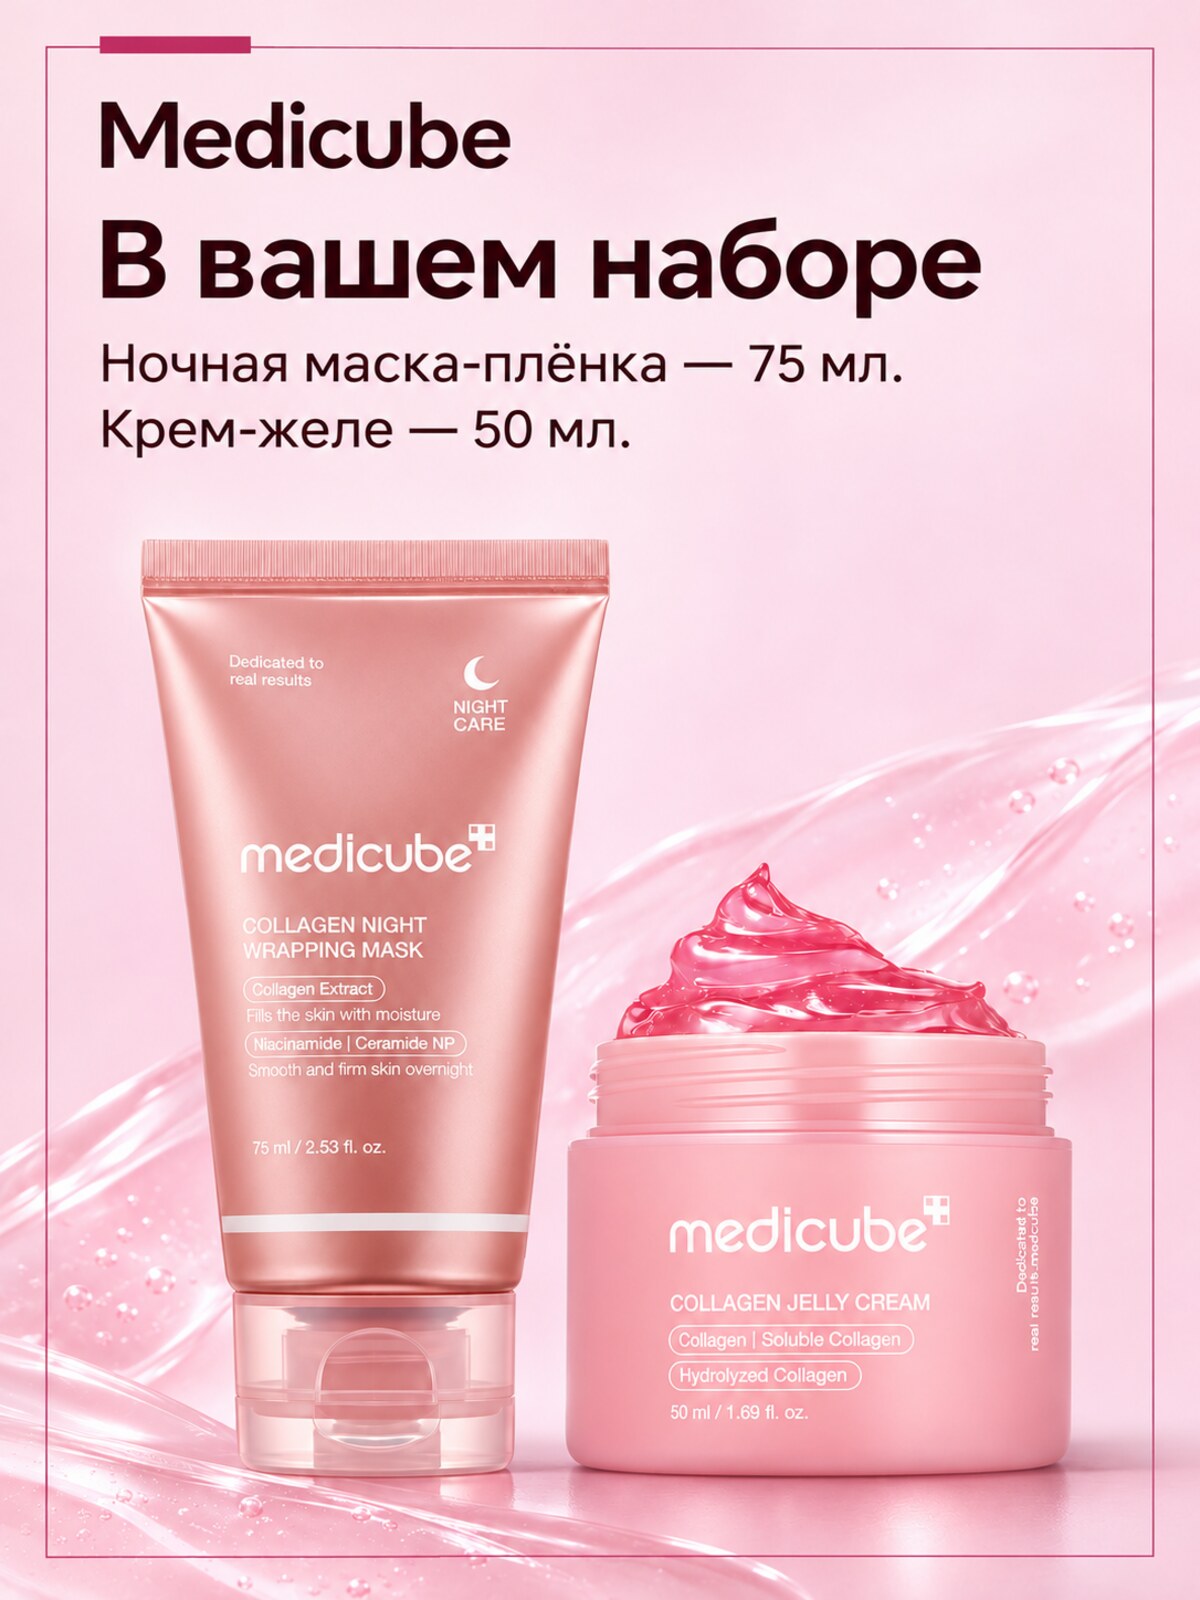 Medicube
В вашем наборе
Ночная маска-плёнка — 75 мл.
Крем-желе — 50 мл.
Dedicated to
real results
NIGHT
CARE
medicube
COLLAGEN NIGHT
WRAPPING MASK
Collagen Extract
Fills the skin with moisture
Niacinamide | Ceramide NP
Smooth and firm skin overnight
75 ml / 2.53 fl. oz.
medicube
COLLAGEN JELLY CREAM
Collagen | Soluble Collagen
Hydrolyzed Collagen
50 ml / 1.69 fl. oz.
Dedicated to
real